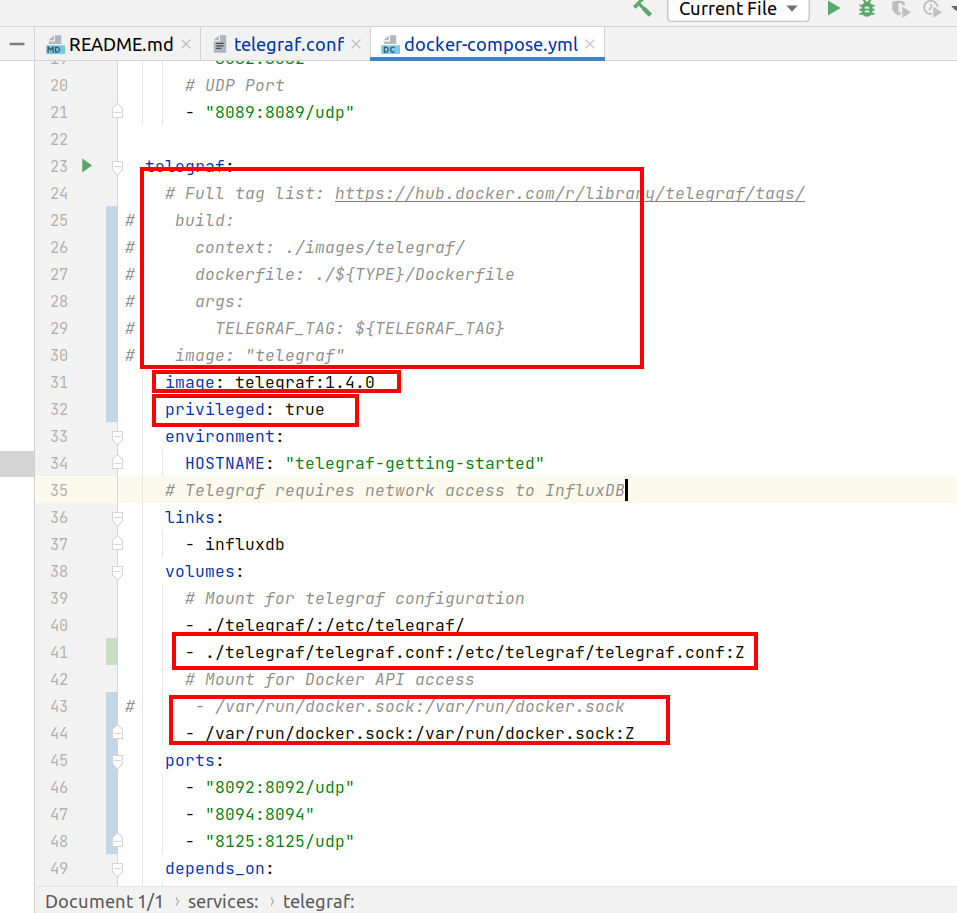 Current File
README.md
telegraf.conf
docker-compose.yml
20 # UDP Port
21 - "8089:8089/udp"
22
23 telegraf:
24 # Full tag list: https://hub.docker.com/r/library/telegraf/tags/
25 # build:
26 # context: ./images/telegraf/
27 # dockerfile: ./${TYPE}/Dockerfile
28 # args:
29 # TELEGRAF_TAG: ${TELEGRAF_TAG}
30 # image: "telegraf"
31 image: telegraf:1.4.0
32 privileged: true
33 environment:
34 HOSTNAME: "telegraf-getting-started"
35 # Telegraf requires network access to InfluxDB
36 links:
37 - influxdb
38 volumes:
39 # Mount for telegraf configuration
40 - ./telegraf/:/etc/telegraf/
41 - ./telegraf/telegraf.conf:/etc/telegraf/telegraf.conf:Z
42 # Mount for Docker API access
43 # - /var/run/docker.sock:/var/run/docker.sock
44 - /var/run/docker.sock:/var/run/docker.sock:Z
45 ports:
46 - "8092:8092/udp"
47 - "8094:8094"
48 - "8125:8125/udp"
49 depends_on:
Document 1/1 › services: › telegraf: